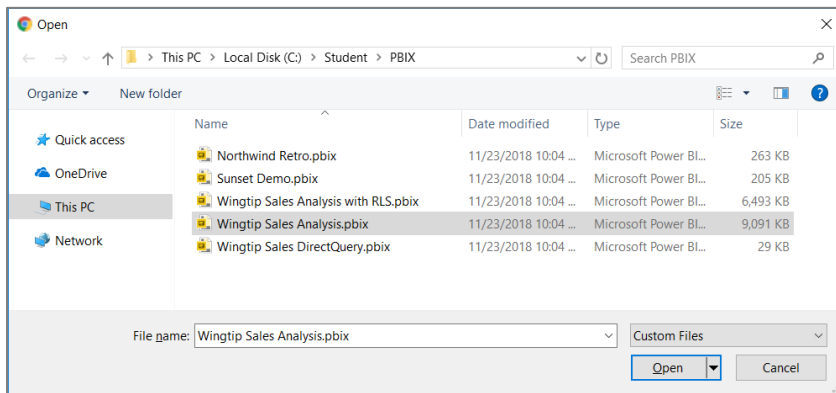 Open
This PC > Local Disk (C:) > Student > PBIX
Search PBIX
Organize
New folder
Name
Date modified
Type
Size
Quick access
OneDrive
This PC
Network
Northwind Retro.pbix 11/23/2018 10:04 ... Microsoft Power BI... 263 KB
Sunset Demo.pbix 11/23/2018 10:04 ... Microsoft Power BI... 205 KB
Wingtip Sales Analysis with RLS.pbix 11/23/2018 10:04 ... Microsoft Power BI... 6,493 KB
Wingtip Sales Analysis.pbix 11/23/2018 10:04 ... Microsoft Power BI... 9,091 KB
Wingtip Sales DirectQuery.pbix 11/23/2018 10:04 ... Microsoft Power BI... 29 KB
File name: Wingtip Sales Analysis.pbix
Custom Files
Open
Cancel